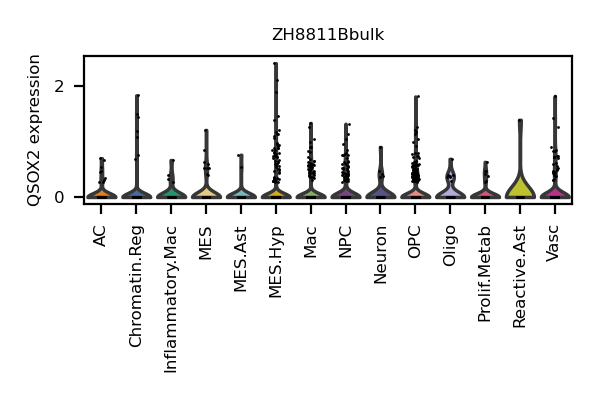 ZH8811Bbulk
QSOX2 expression
2
0
AC
Chromatin.Reg
Inflammatory.Mac
MES
MES.Ast
MES.Hyp
Mac
NPC
Neuron
OPC
Oligo
Prolif.Metab
Reactive.Ast
Vasc